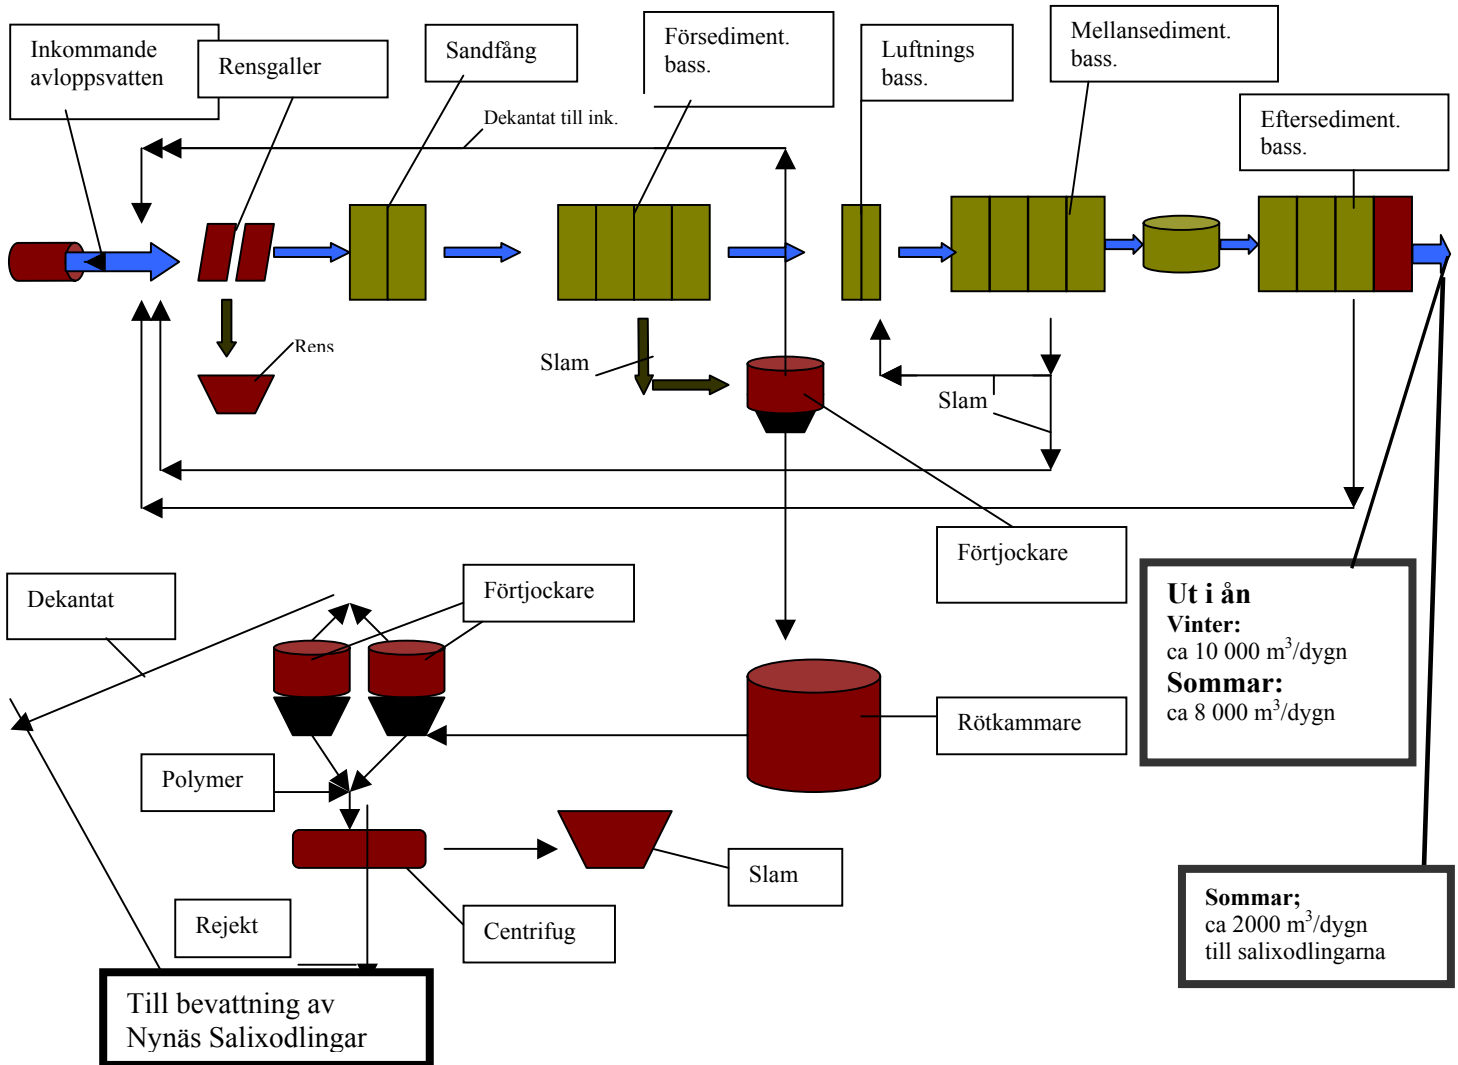 Inkommande
avloppsvatten
Rensgaller
Sandfång
Försediment.
bass.
Luftnings
bass.
Mellansediment.
bass.
Eftersediment.
bass.
Dekantat till ink.
Rens
Slam
Slam
Förtjockare
Dekantat
Förtjockare
Rötkammare
Ut i ån
Vinter:
ca 10 000 m³/dygn
Sommar:
ca 8 000 m³/dygn
Polymer
Slam
Rejekt
Centrifug
Sommar;
ca 2000 m³/dygn
till salixodlingarna
Till bevattning av
Nynäs Salixodlingar